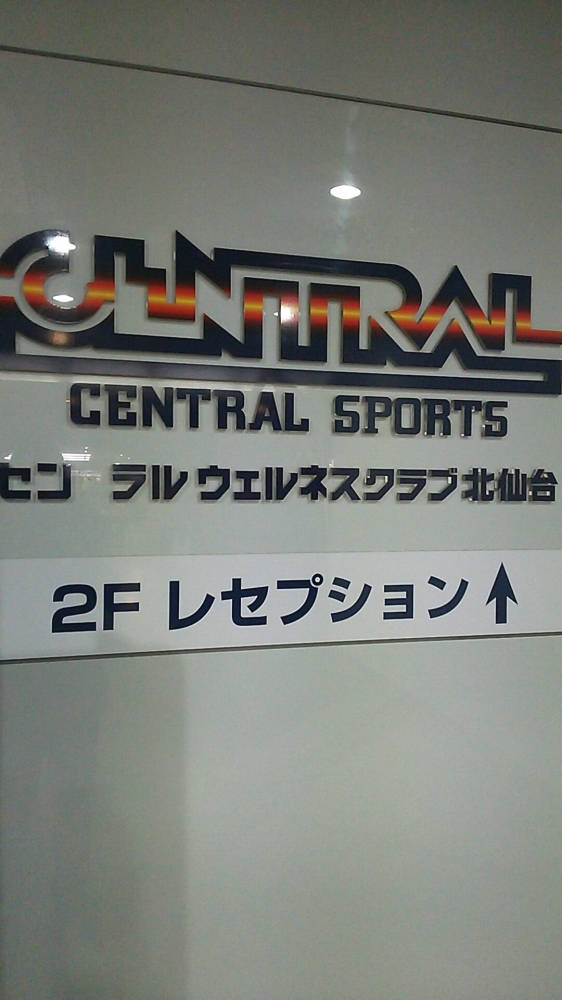 CENTRAL
CENTRAL SPORTS
セン ラル ウェルネスクラブ 北仙台
2F レセプション ↑